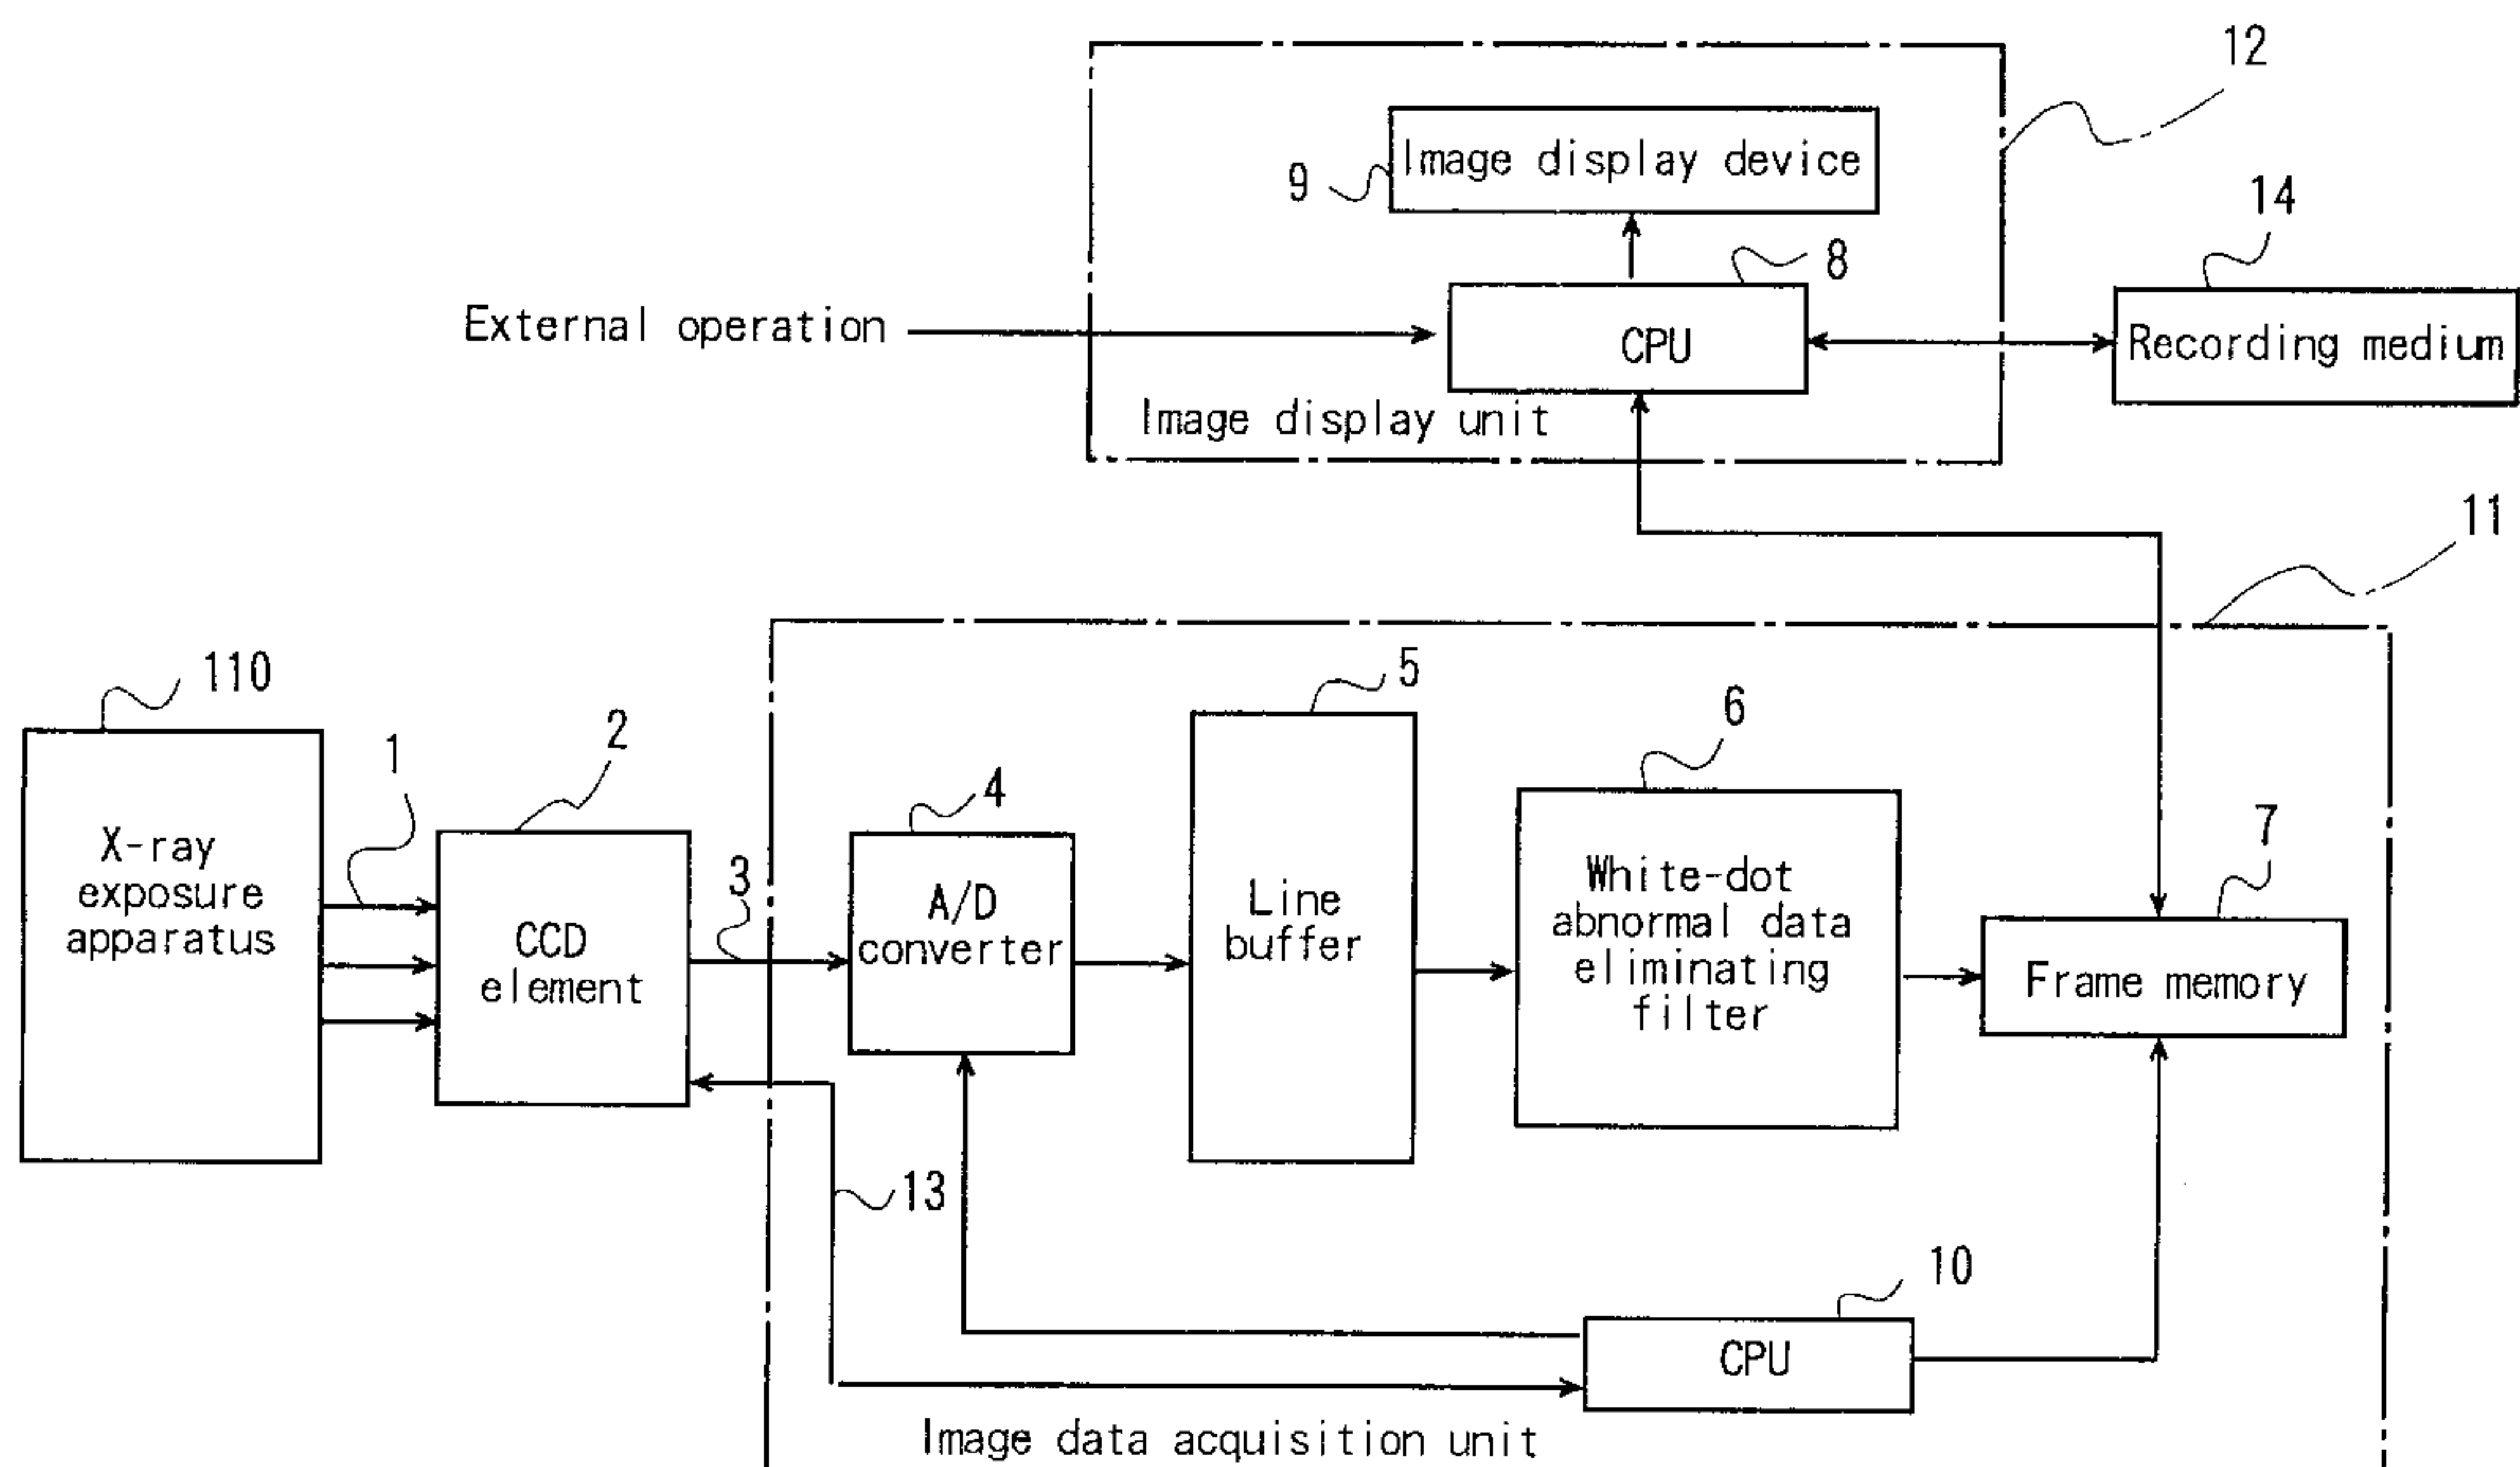 12
Image display device
9
14
8
External operation
CPU
Recording medium
Image display unit
11
110
5
6
1
2
4
7
3
X-ray
exposure
apparatus
CCD
element
A/D
converter
Line
buffer
White-dot
abnormal data
eliminating
filter
Frame memory
13
10
CPU
Image data acquisition unit